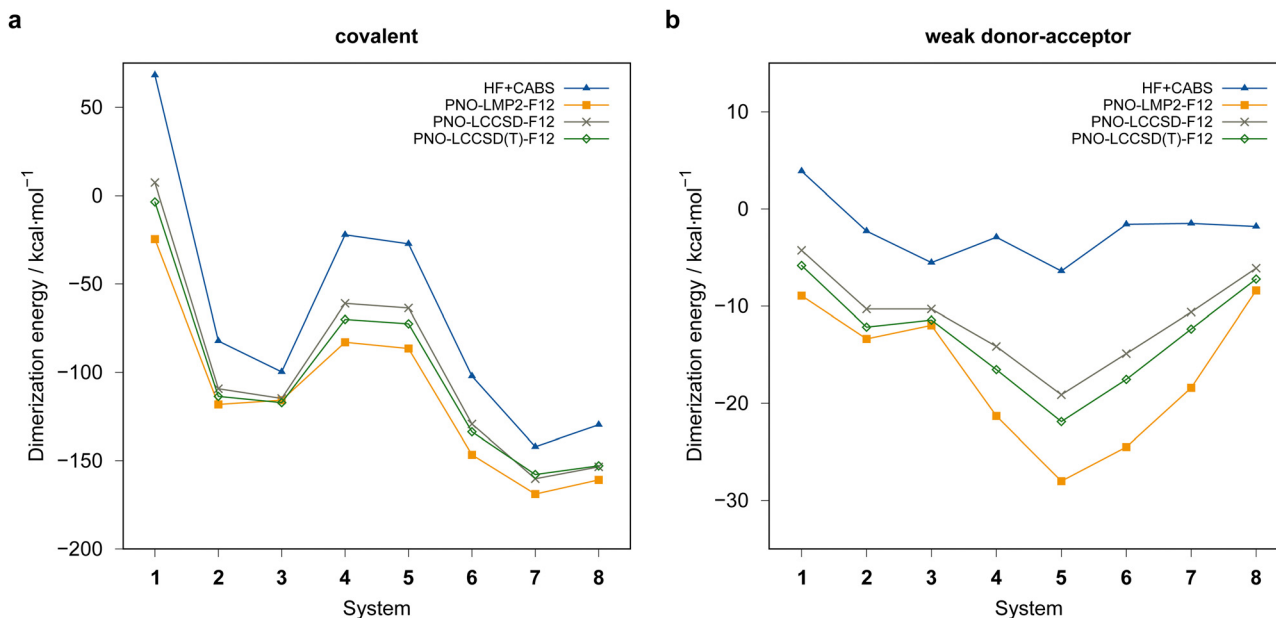 a
covalent
HF+CABS
PNO-LMP2-F12
PNO-LCCSD-F12
PNO-LCCSD(T)-F12
Dimerization energy / kcal·mol⁻¹
50
0
−50
−100
−150
−200
1 2 3 4 5 6 7 8
System
b
weak donor-acceptor
HF+CABS
PNO-LMP2-F12
PNO-LCCSD-F12
PNO-LCCSD(T)-F12
Dimerization energy / kcal·mol⁻¹
10
0
−10
−20
−30
1 2 3 4 5 6 7 8
System